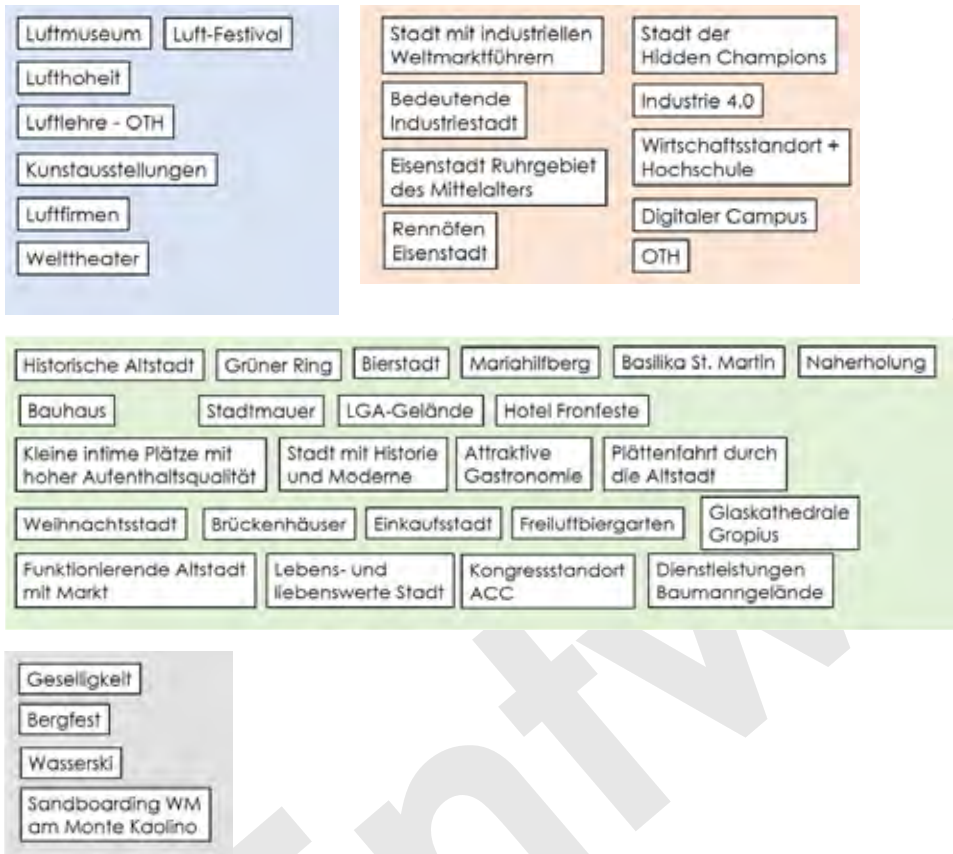 Luftmuseum
Luft-Festival
Lufthoheit
Luftlehre - OTH
Kunstausstellungen
Luftfirmen
Welttheater
Stadt mit industriellen
Weltmarktführern
Bedeutende
Industriestadt
Eisenstadt Ruhrgebiet
des Mittelalters
Rennöfen
Eisenstadt
Stadt der
Hidden Champions
Industrie 4.0
Wirtschaftsstandort +
Hochschule
Digitaler Campus
OTH
Historische Altstadt
Grüner Ring
Bierstadt
Mariahilfberg
Basilika St. Martin
Naherholung
Bauhaus
Stadtmauer
LGA-Gelände
Hotel Fronfeste
Kleine intime Plätze mit
hoher Aufenthaltsqualität
Stadt mit Historie
und Moderne
Attraktive
Gastronomie
Plättenfahrt durch
die Altstadt
Weihnachtsstadt
Brückenhäuser
Einkaufsstadt
Freiluftbiergarten
Glaskathedrale
Gropius
Funktionierende Altstadt
mit Markt
Lebens- und
liebenswerte Stadt
Kongressstandort
ACC
Dienstleistungen
Baumanngelände
Geselligkeit
Bergfest
Wasserski
Sandboarding WM
am Monte Kaolino